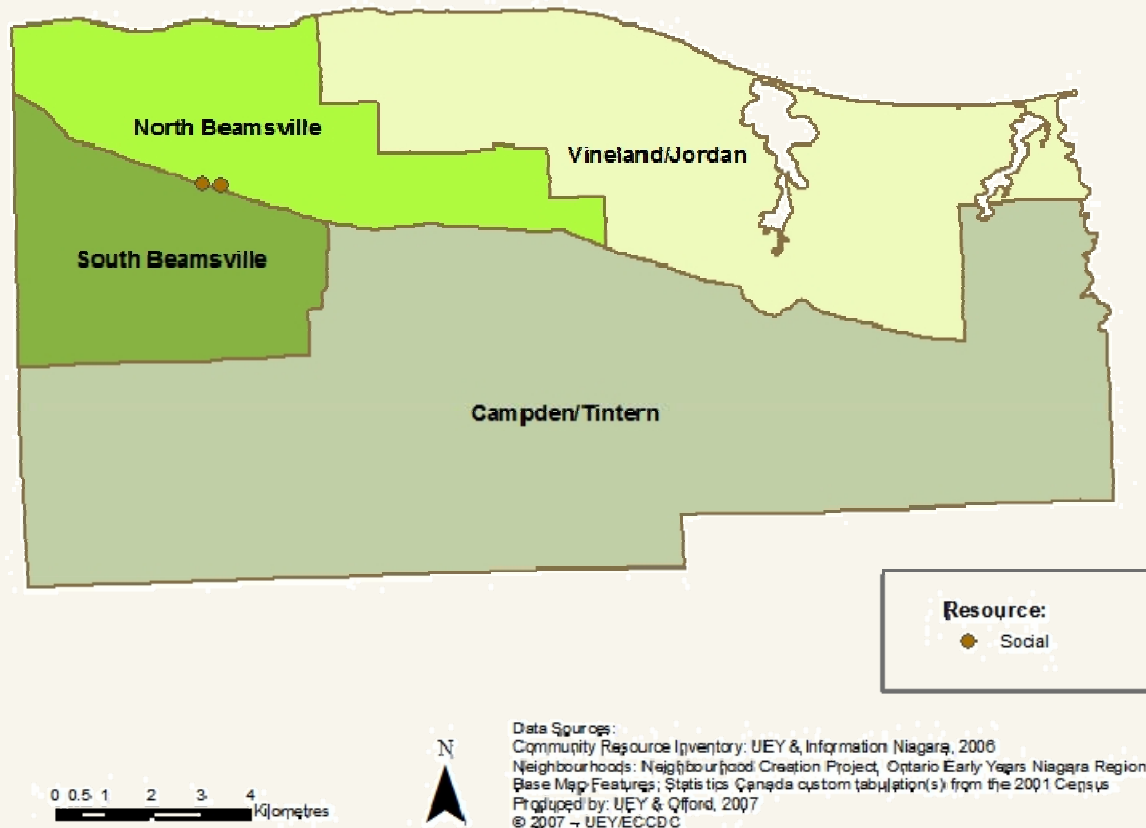 North Beamsville
Vineland/Jordan
South Beamsville
Campden/Tintern
Resource:
Social
Data Sources:
Community Resource Inventory: UEY & Information Niagara, 2006
Neighbourhoods: Neighbourhood Creation Project, Ontario Early Years Niagara Region
Base Map Features; Statistics Canada custom tabulation(s) from the 2001 Census
Produced by: UEY & Offord, 2007
© 2007 – UEY/ECCDC
N
0 0.5 1 2 3 4
Kilometres